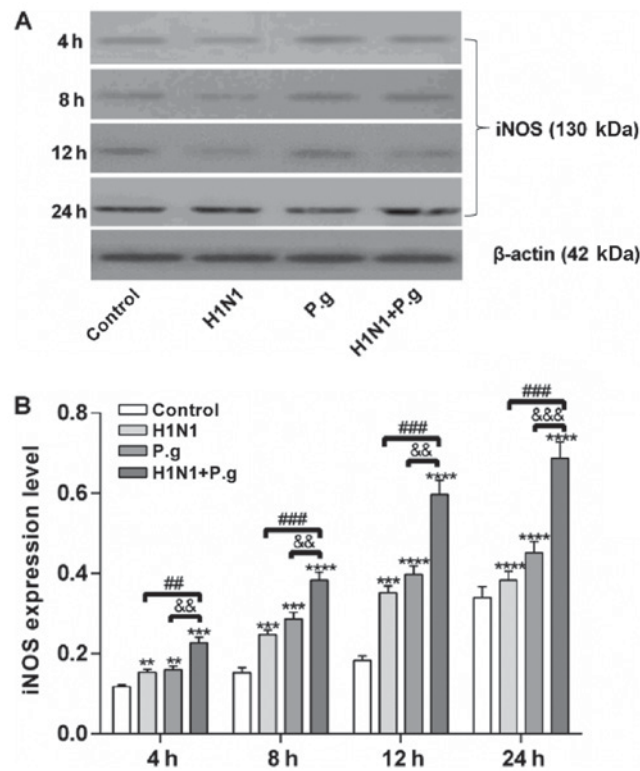 A
4 h
8 h
12 h
24 h
iNOS (130 kDa)
β-actin (42 kDa)
Control
H1N1
P.g
H1N1+P.g
B
iNOS expression level
0.8
0.6
0.4
0.2
0.0
Control
H1N1
P.g
H1N1+P.g
##
&&
** ** ***
###
&&
*** *** ****
###
&&
*** **** ****
###
&&&
**** **** ****
4 h 8 h 12 h 24 h